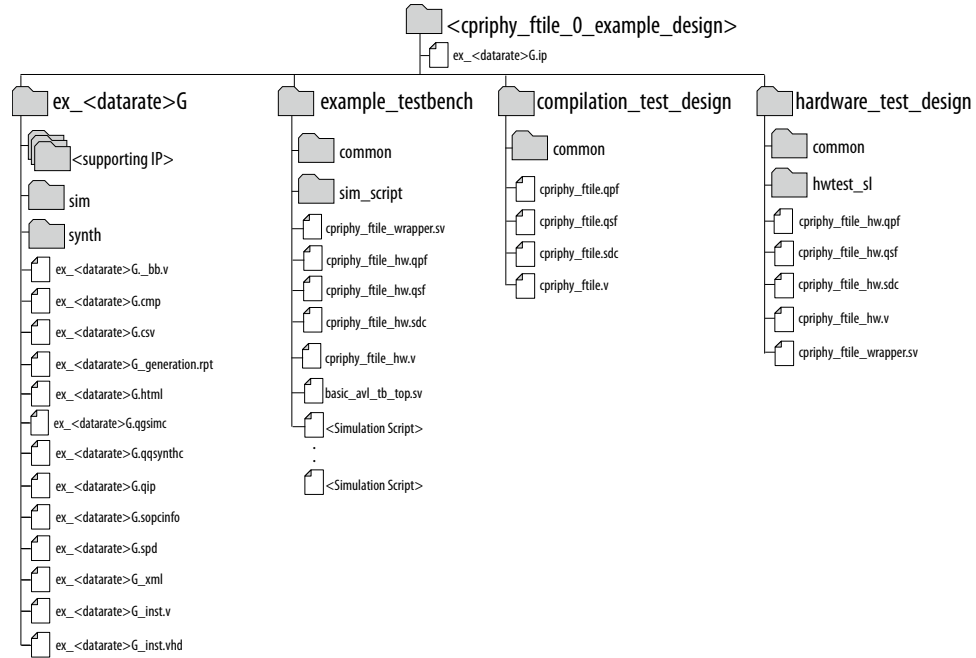 <cpriphy_ftile_0_example_design>
ex_<datarate>G.ip
ex_<datarate>G
<supporting IP>
sim
synth
ex_<datarate>G._bb.v
ex_<datarate>G.cmp
ex_<datarate>G.csv
ex_<datarate>G_generation.rpt
ex_<datarate>G.html
ex_<datarate>G.qgsimc
ex_<datarate>G.qqsynthc
ex_<datarate>G.qip
ex_<datarate>G.sopcinfo
ex_<datarate>G.spd
ex_<datarate>G_xml
ex_<datarate>G_inst.v
ex_<datarate>G_inst.vhd
example_testbench
common
sim_script
cpriphy_ftile_wrapper.sv
cpriphy_ftile_hw.qpf
cpriphy_ftile_hw.qsf
cpriphy_ftile_hw.sdc
cpriphy_ftile_hw.v
basic_avl_tb_top.sv
<Simulation Script>
.
.
<Simulation Script>
compilation_test_design
common
cpriphy_ftile.qpf
cpriphy_ftile.qsf
cpriphy_ftile.sdc
cpriphy_ftile.v
hardware_test_design
common
hwtest_sl
cpriphy_ftile_hw.qpf
cpriphy_ftile_hw.qsf
cpriphy_ftile_hw.sdc
cpriphy_ftile_hw.v
cpriphy_ftile_wrapper.sv